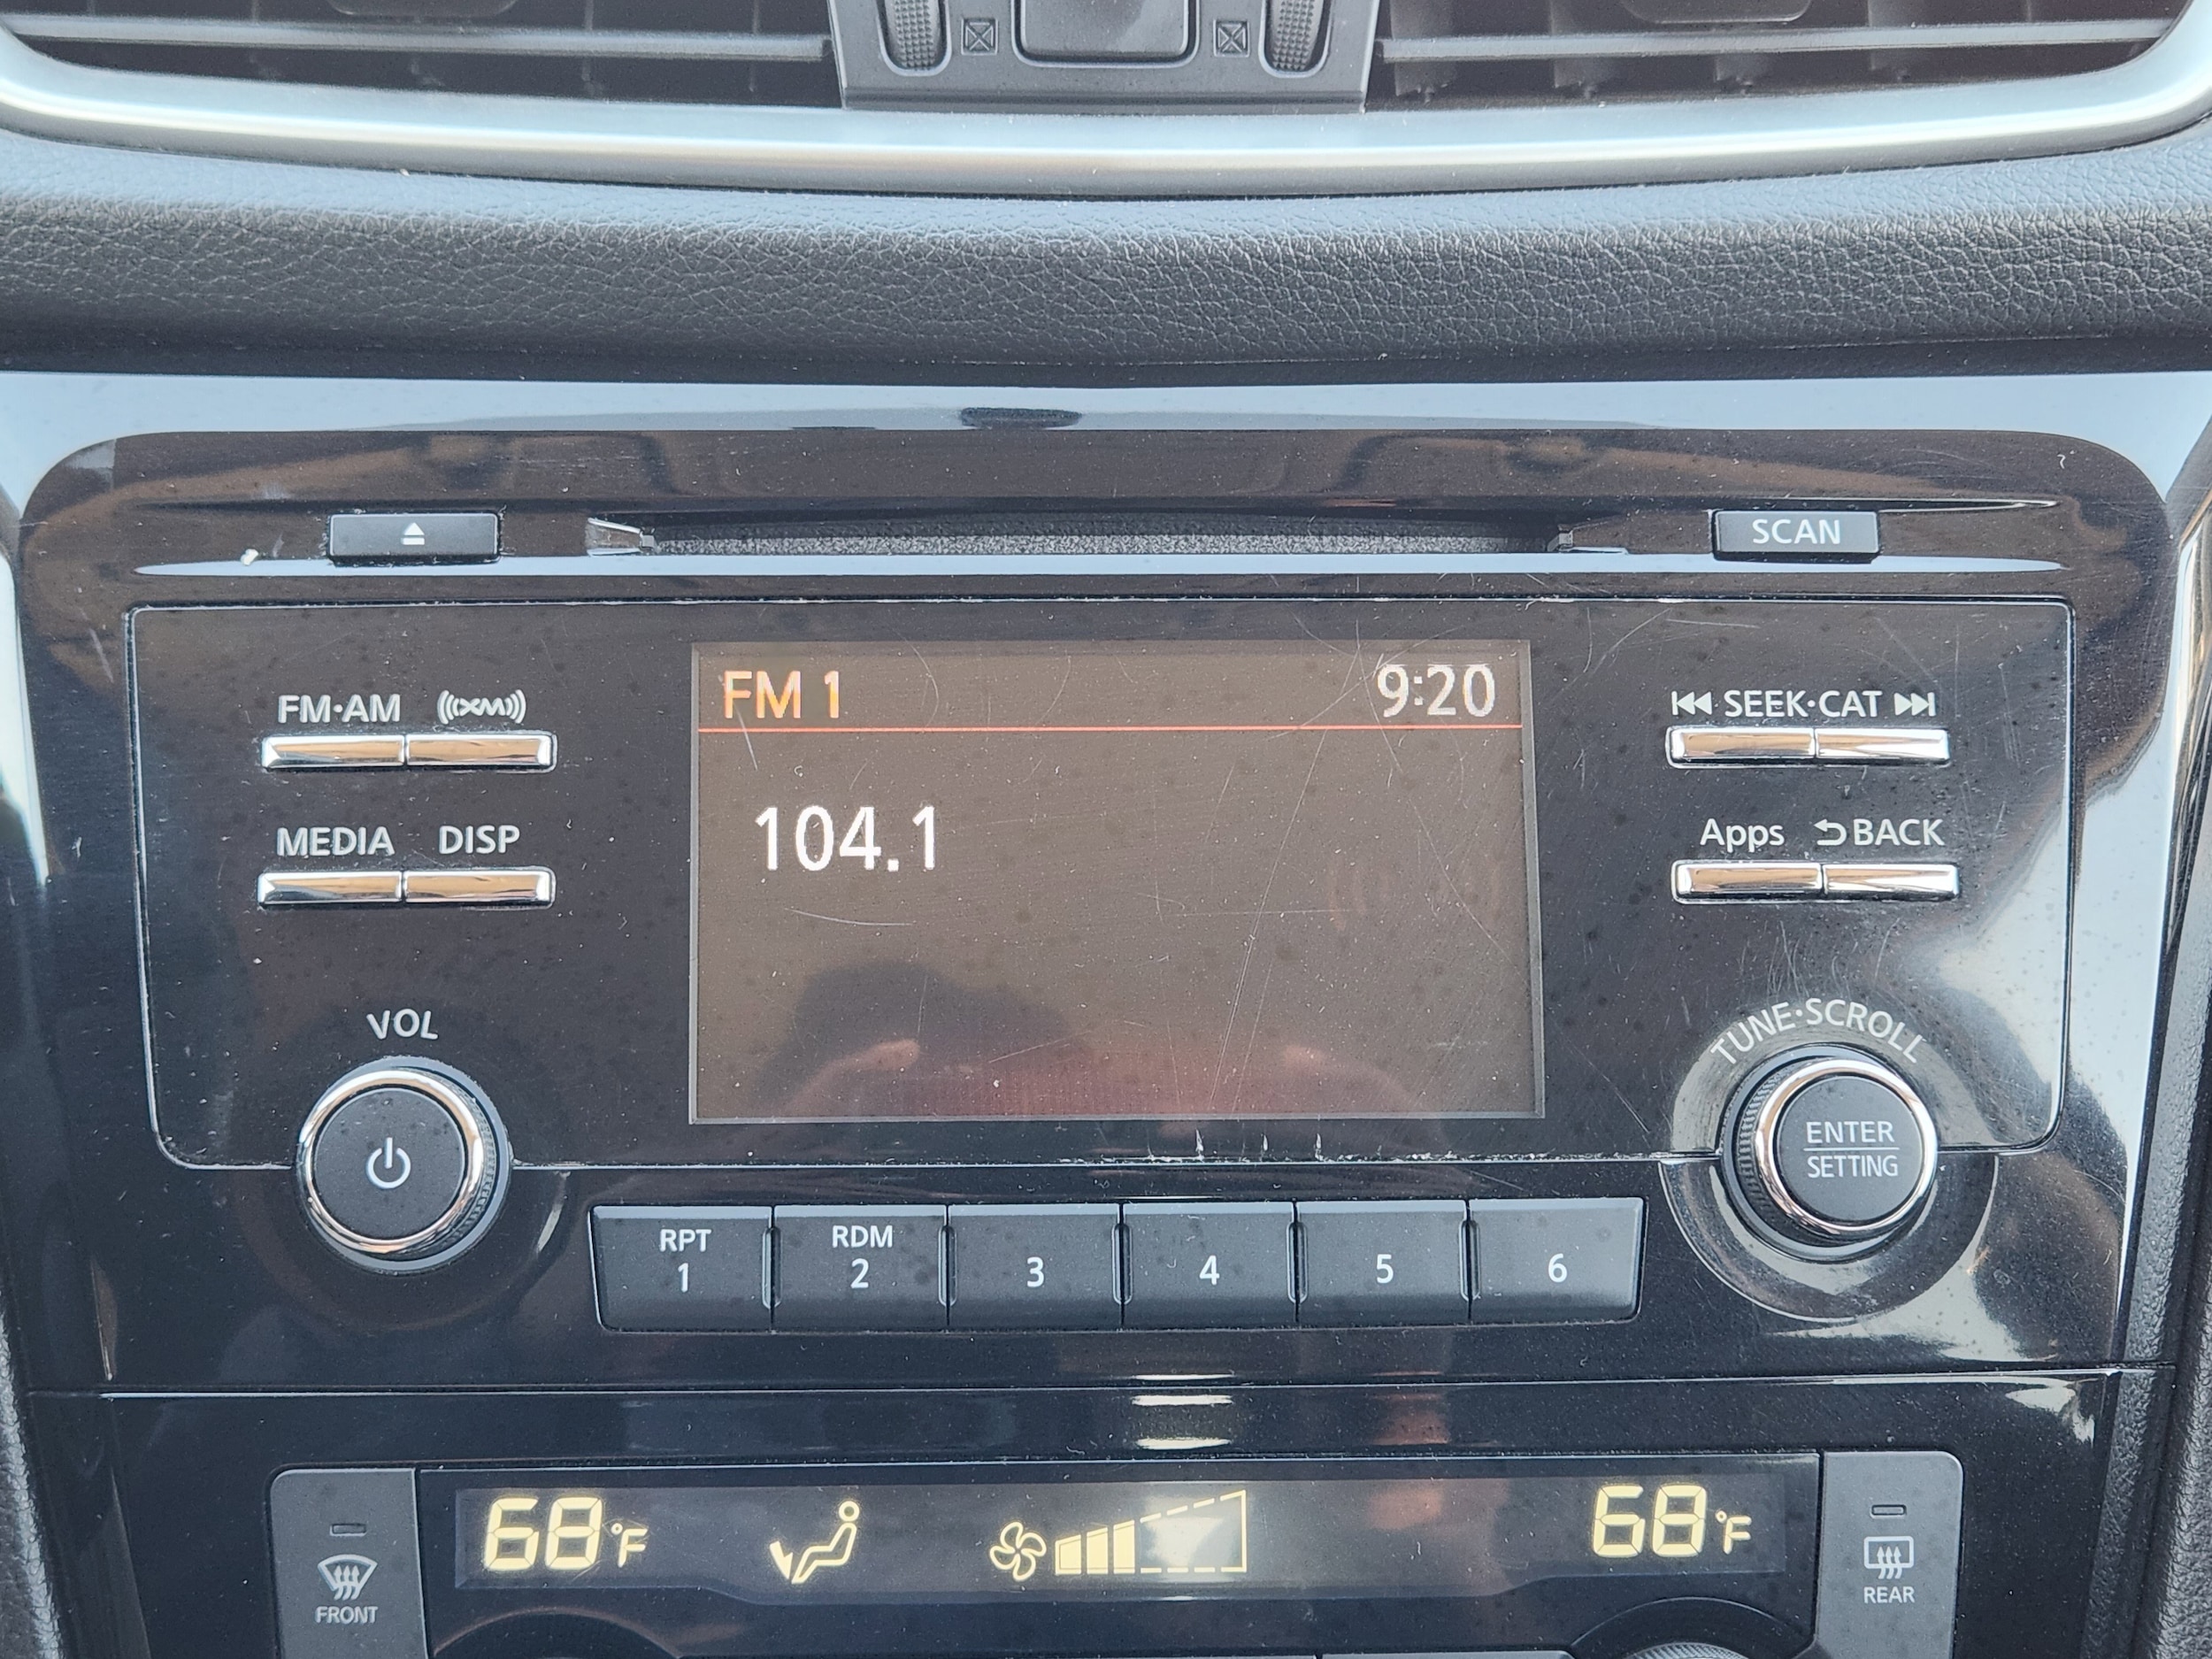 SCAN
FM·AM XM
FM 1 9:20
SEEK·CAT
104.1
MEDIA DISP
Apps BACK
VOL
TUNE·SCROLL
ENTER
SETTING
RPT
1
RDM
2
3
4
5
6
68°F
68°F
FRONT
REAR